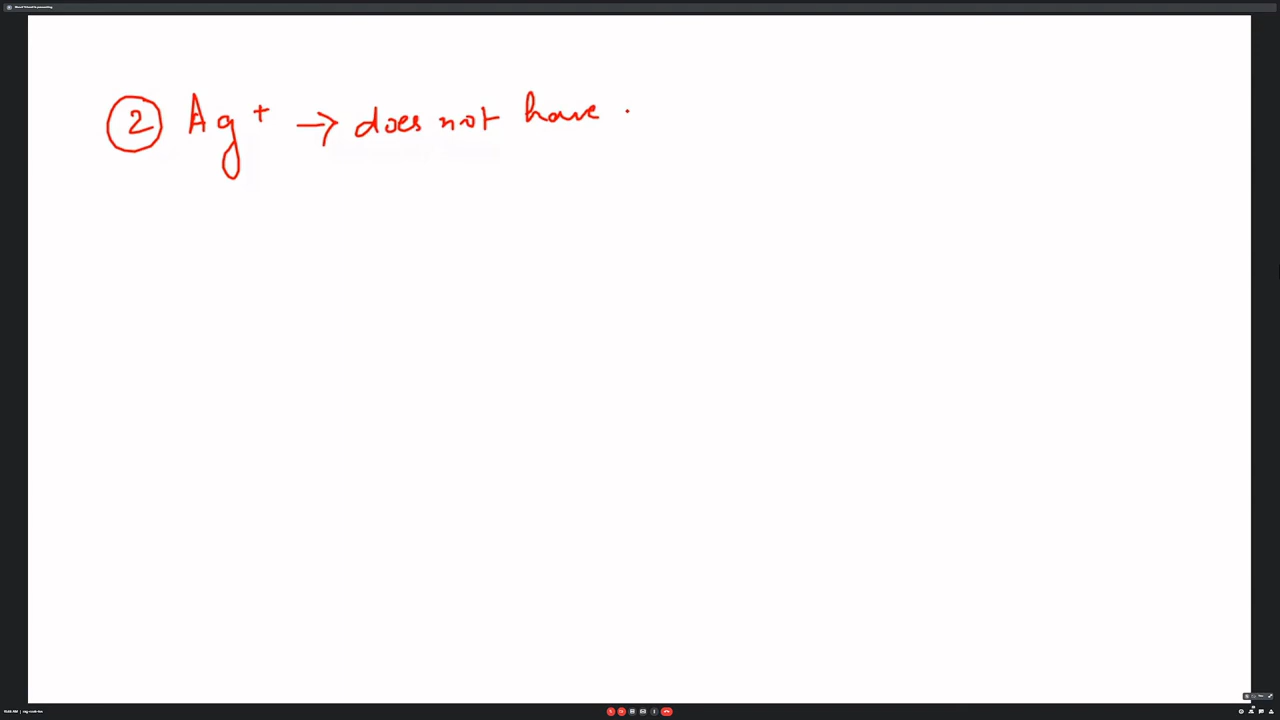 ② Ag⁺ → does not have .